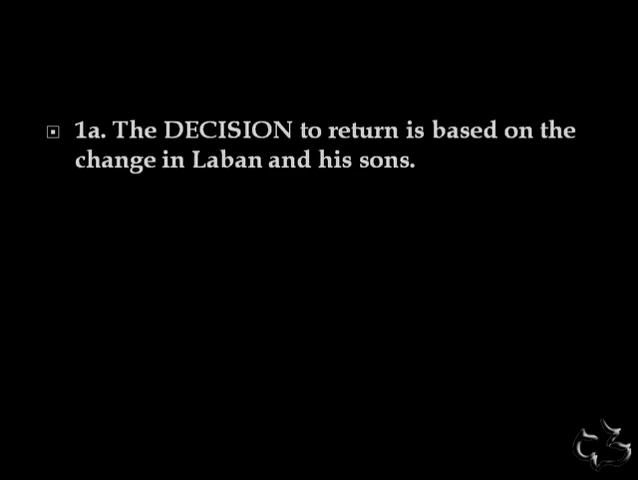 1a. The DECISION to return is based on the
change in Laban and his sons.